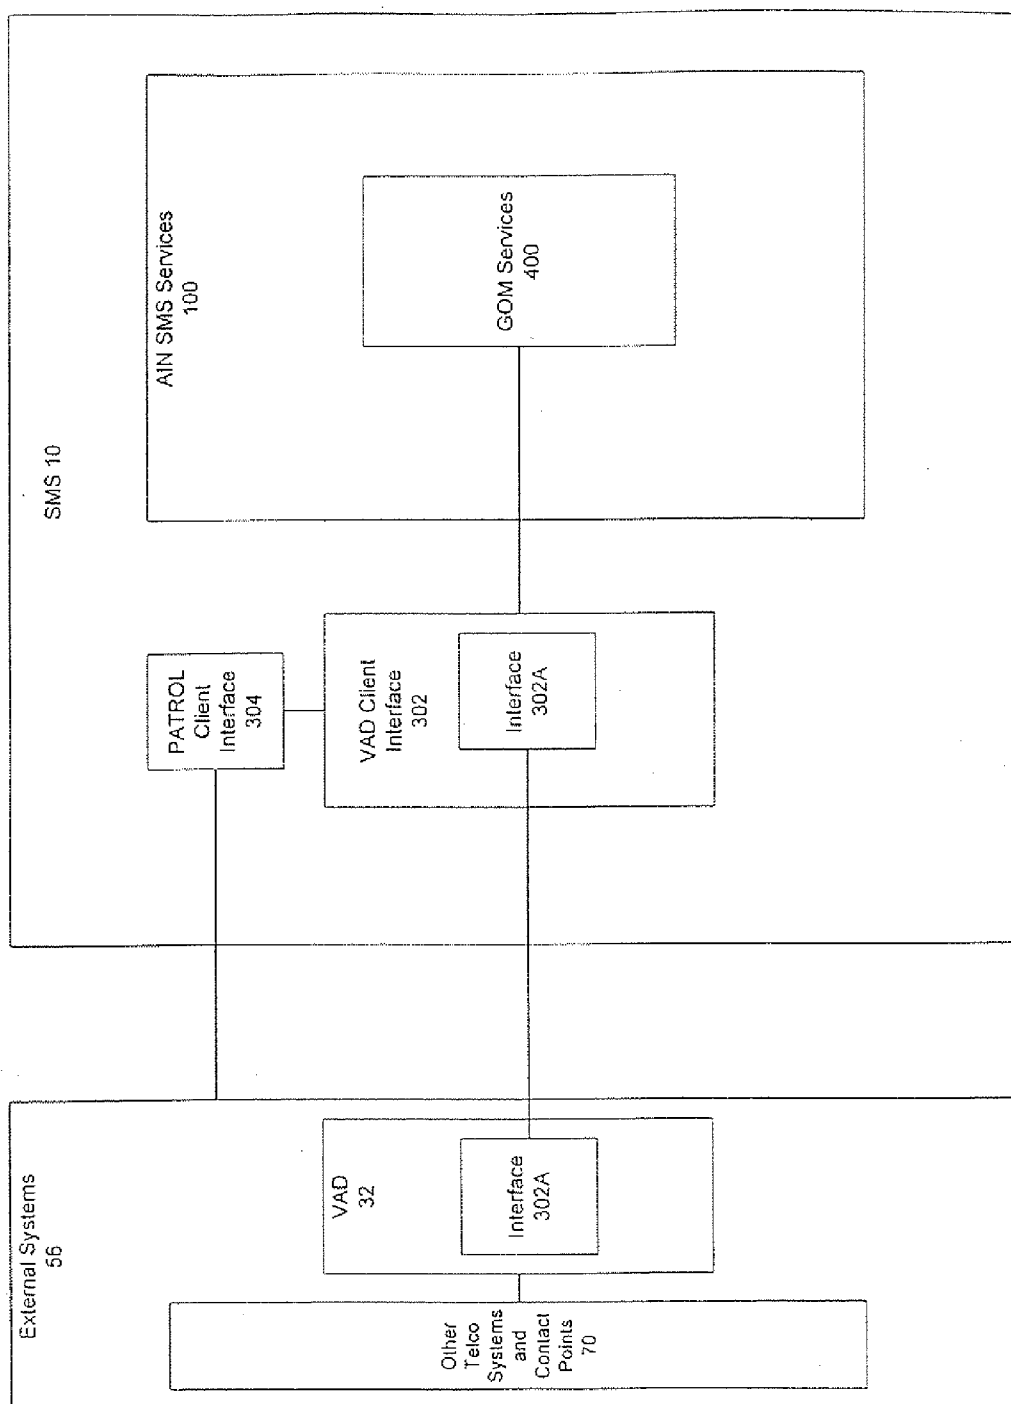 External Systems
56
Other
Telco
Systems
and
Contact
Points
70
VAD
32
Interface
302A
SMS 10
PATROL
Client
Interface
304
VAD Client
Interface
302
Interface
302A
AIN SMS Services
100
GOM Services
400